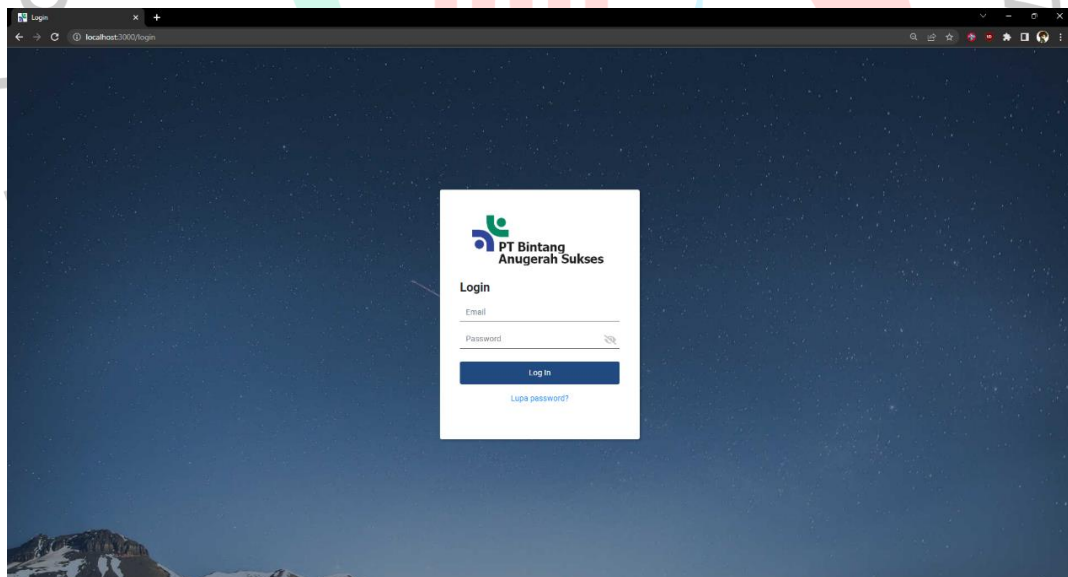 Login
localhost:3000/login
PT Bintang
Anugerah Sukses
Login
Email
Password
Log In
Lupa password?